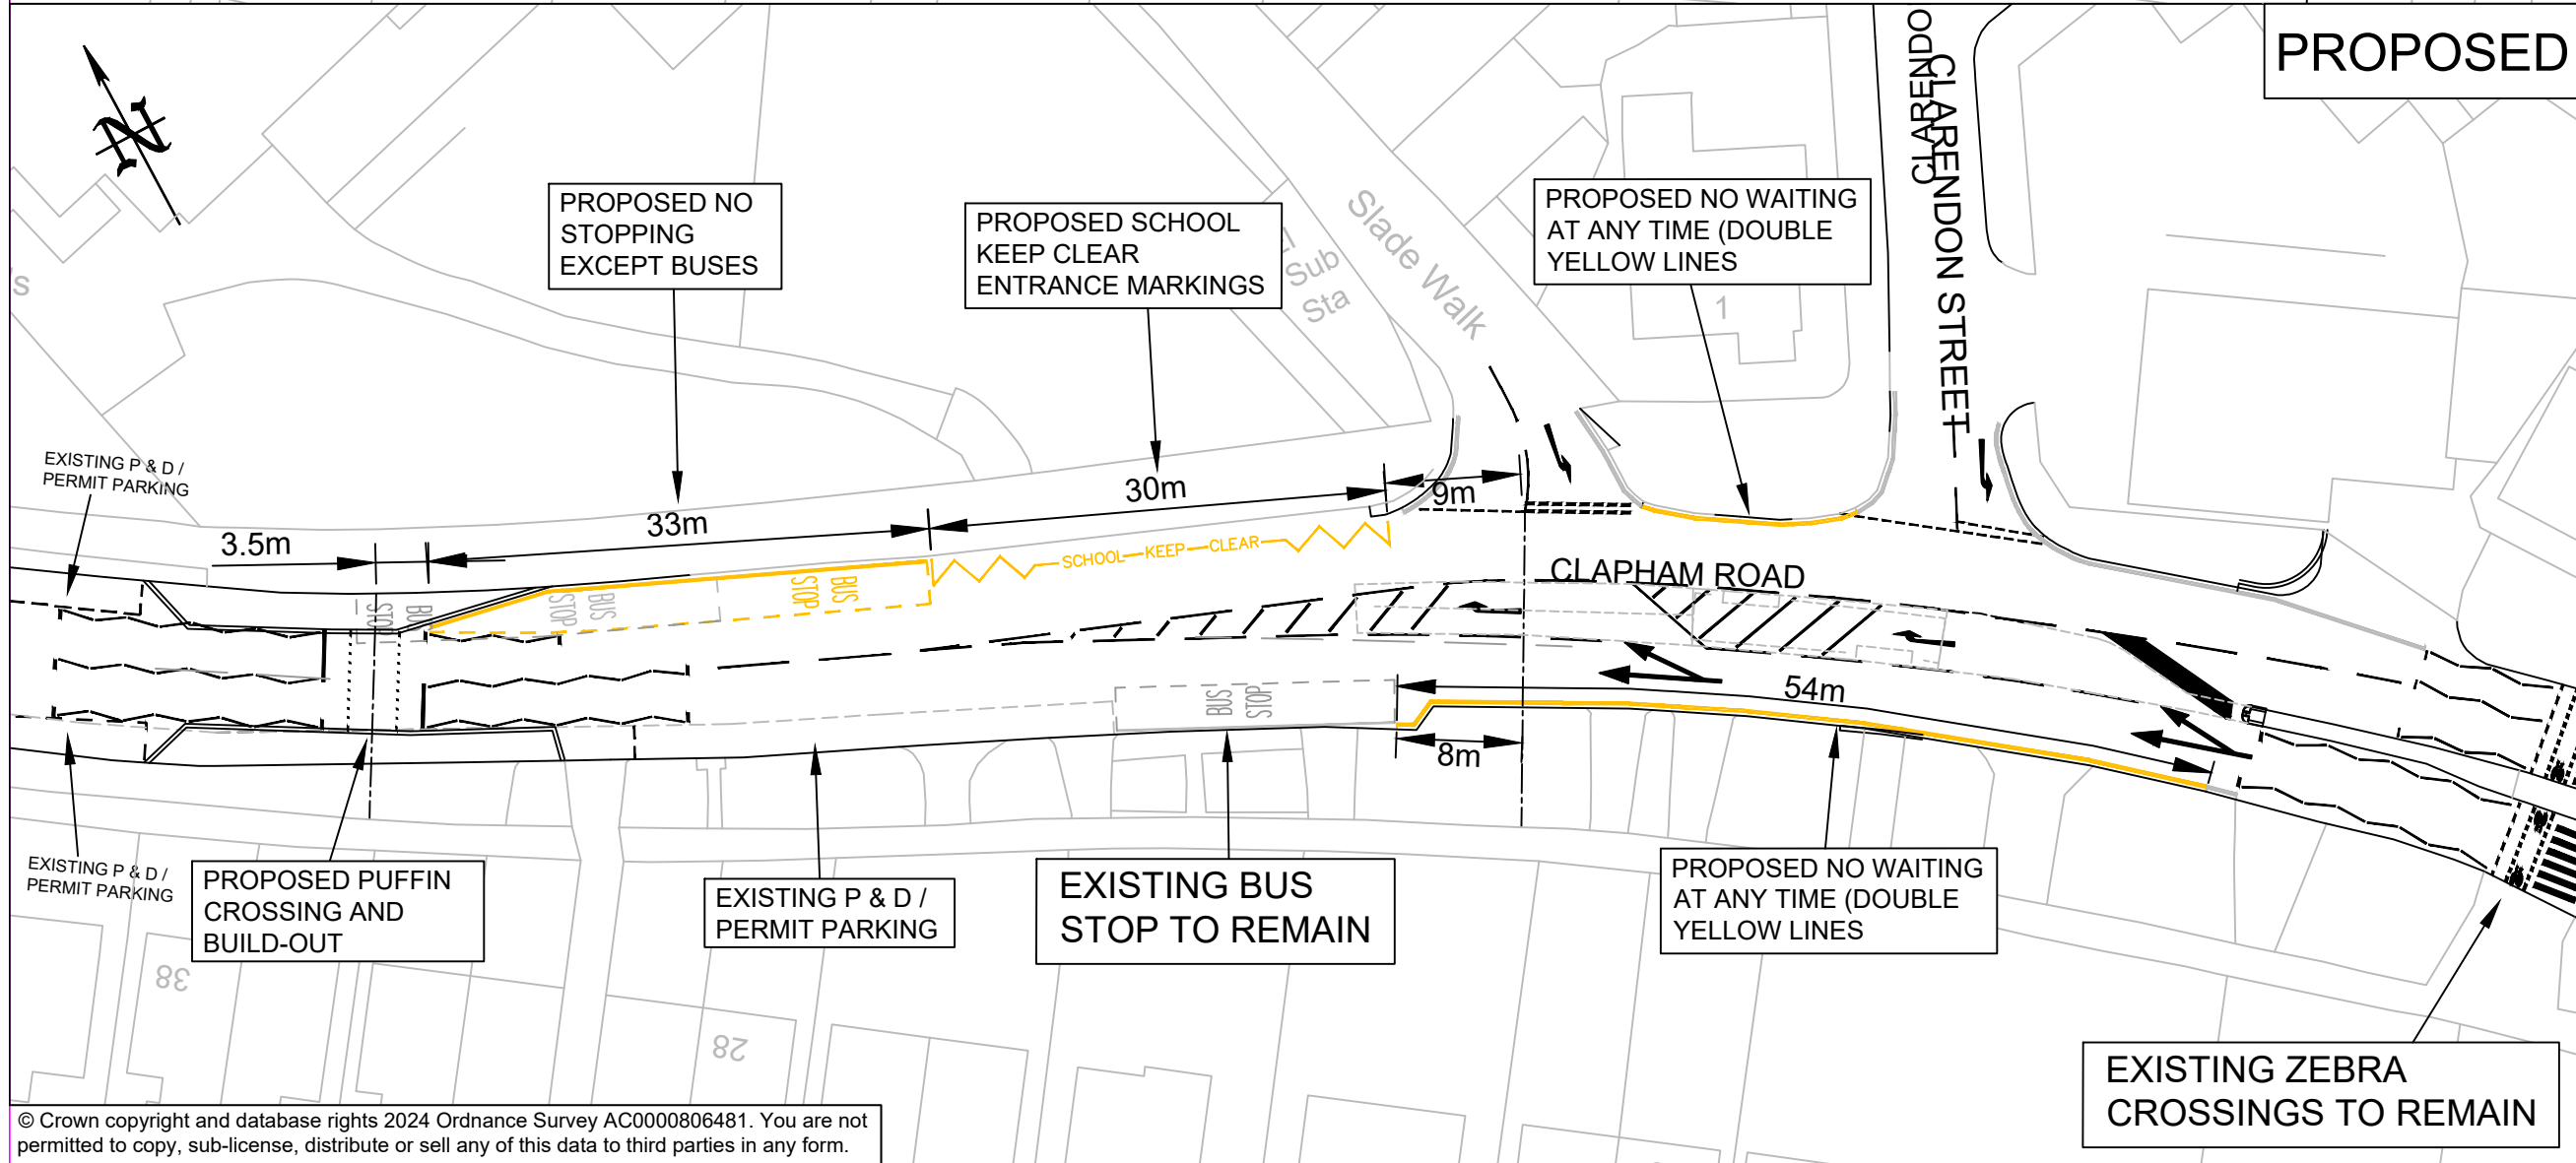 PROPOSED
CLARENDO
CLARENDON STREET
N
PROPOSED NO
STOPPING
EXCEPT BUSES
PROPOSED SCHOOL
KEEP CLEAR
ENTRANCE MARKINGS
PROPOSED NO WAITING
AT ANY TIME (DOUBLE
YELLOW LINES
Slade Walk
Sub
Sta
1
s
EXISTING P & D /
PERMIT PARKING
3.5m
33m
30m
9m
SCHOOL KEEP CLEAR
BUS
STOP
BUS
STOP
BUS
STOP
CLAPHAM ROAD
BUS
STOP
54m
8m
EXISTING P & D /
PERMIT PARKING
PROPOSED PUFFIN
CROSSING AND
BUILD-OUT
EXISTING P & D /
PERMIT PARKING
EXISTING BUS
STOP TO REMAIN
PROPOSED NO WAITING
AT ANY TIME (DOUBLE
YELLOW LINES
38
28
EXISTING ZEBRA
CROSSINGS TO REMAIN
© Crown copyright and database rights 2024 Ordnance Survey AC0000806481. You are not
permitted to copy, sub-license, distribute or sell any of this data to third parties in any form.